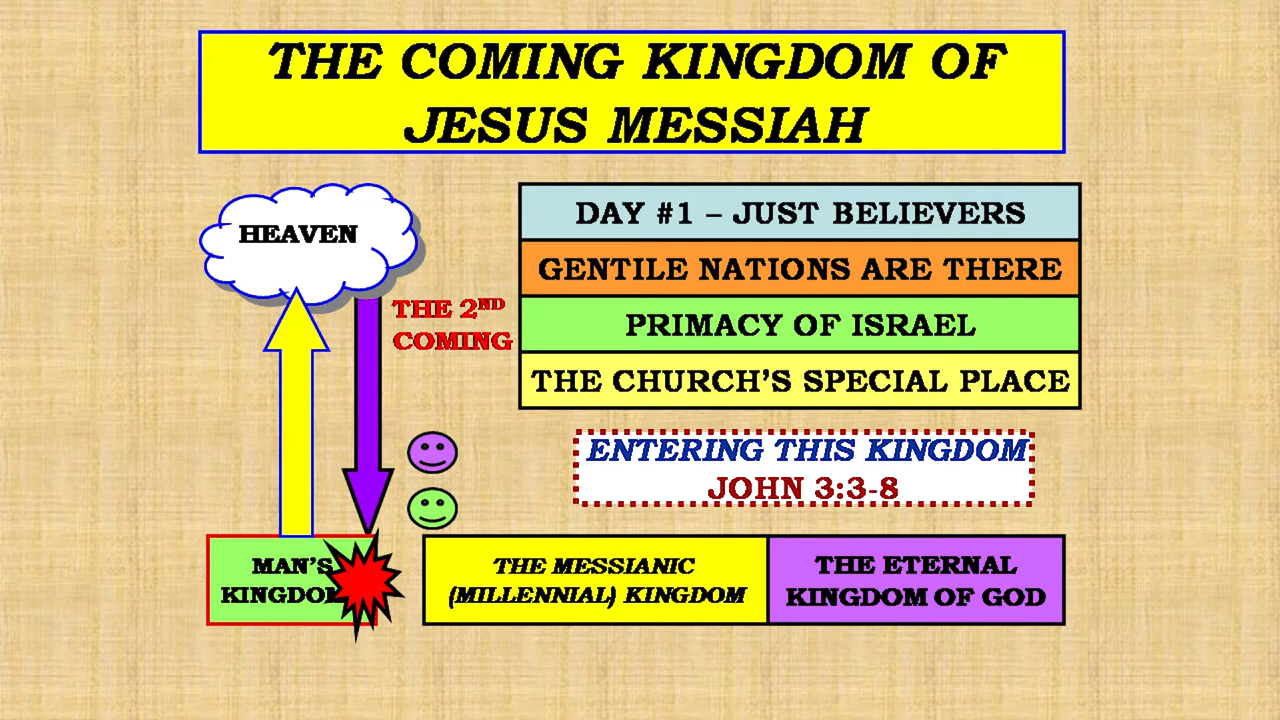 THE COMING KINGDOM OF
JESUS MESSIAH
HEAVEN
THE 2ND
COMING
DAY #1 – JUST BELIEVERS
GENTILE NATIONS ARE THERE
PRIMACY OF ISRAEL
THE CHURCH'S SPECIAL PLACE
ENTERING THIS KINGDOM
JOHN 3:3-8
MAN'S
KINGDOM
THE MESSIANIC
(MILLENNIAL) KINGDOM
THE ETERNAL
KINGDOM OF GOD